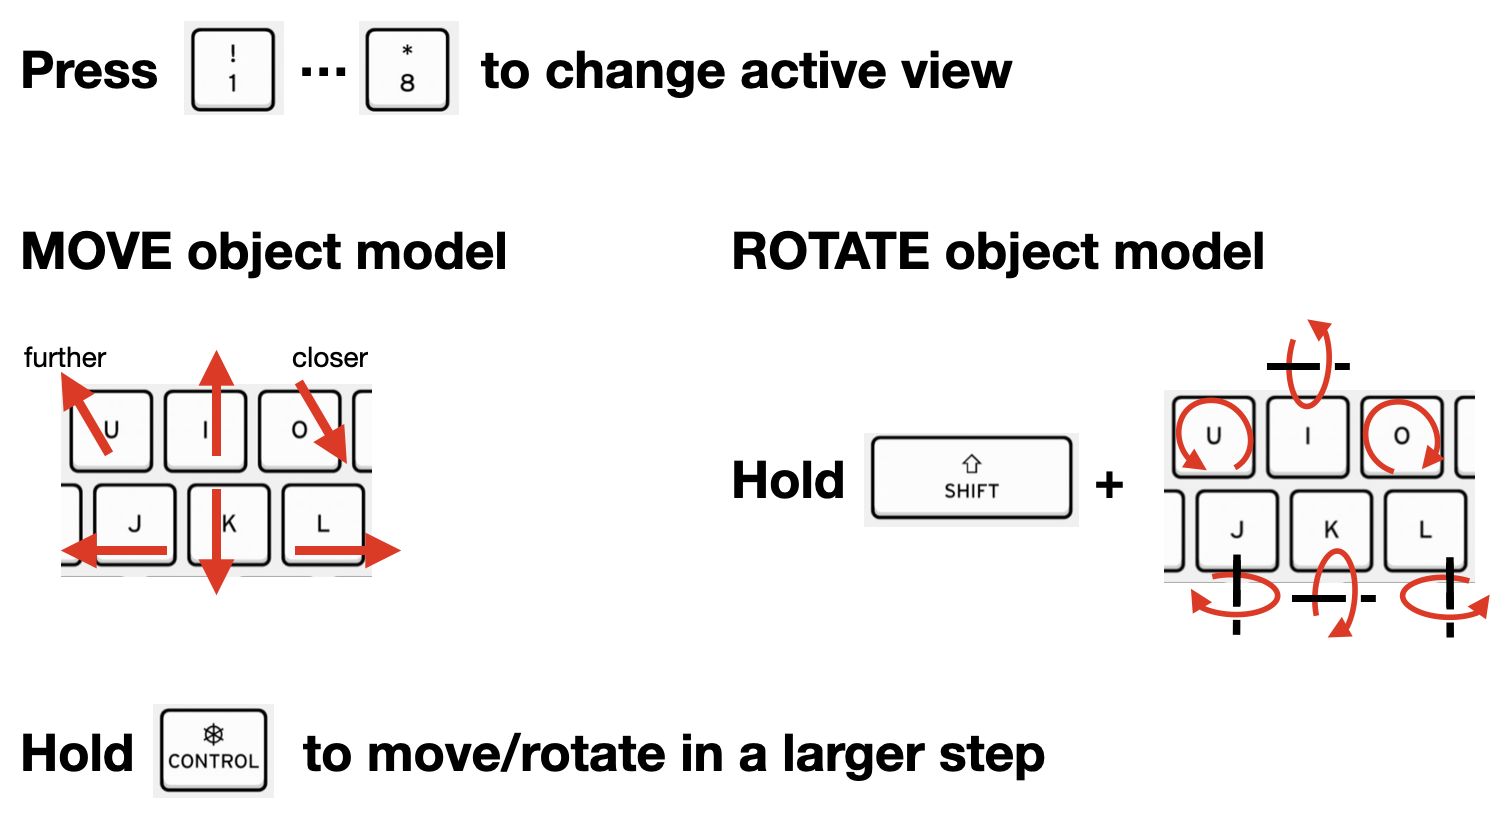 Press ! 1 ... * 8 to change active view
MOVE object model
ROTATE object model
further closer
U I O
J K L
Hold SHIFT + U I O
J K L
Hold CONTROL to move/rotate in a larger step